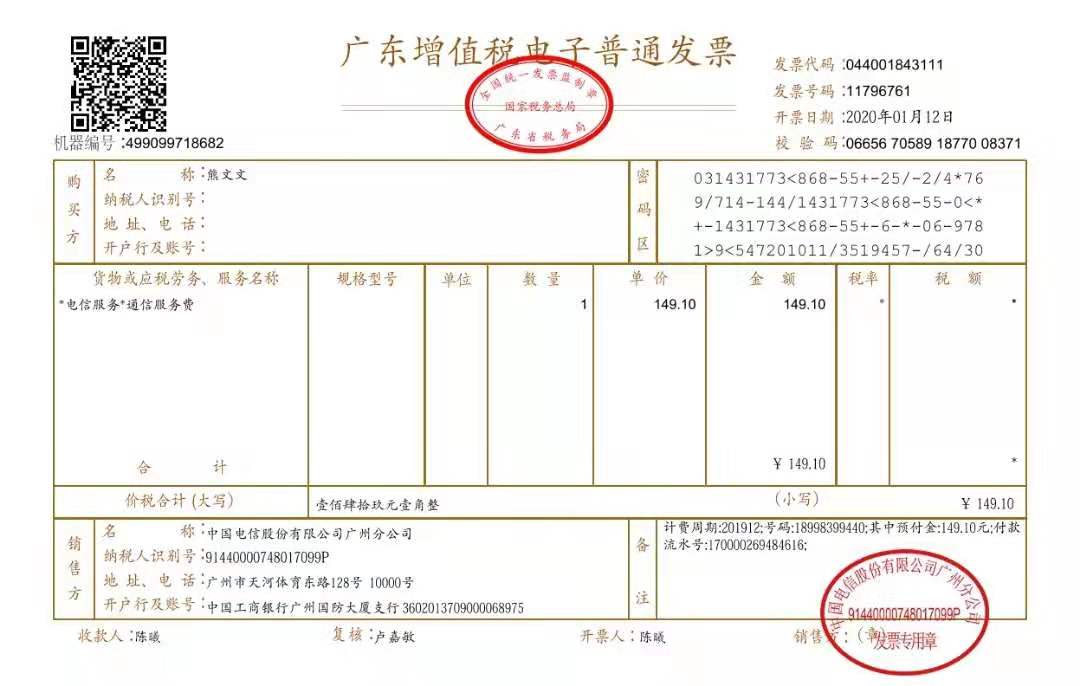 广东增值税电子普通发票
全国统一发票监制章
国家税务总局
广东省税务局
发票代码:044001843111
发票号码:11796761
开票日期:2020年01月12日
校 验 码:06656 70589 18770 08371
机器编号:499099718682
购买方
名 称:熊文文
纳税人识别号:
地 址、电 话:
开户行及账号:
密码区
031431773<868-55+-25/-2/4*76
9/714-144/1431773<868-55-0<*
+-1431773<868-55+-6-*-06-978
1>9<547201011/3519457-/64/30
货物或应税劳务、服务名称 规格型号 单位 数 量 单 价 金 额 税率 税 额
*电信服务*通信服务费 1 149.10 149.10 * *
合 计 ¥ 149.10 *
价税合计(大写) 壹佰肆拾玖元壹角整 (小写) ¥ 149.10
销售方
名 称:中国电信股份有限公司广州分公司
纳税人识别号:91440000748017099P
地 址、电 话:广州市天河体育东路128号 10000号
开户行及账号:中国工商银行广州国防大厦支行 3602013709000068975
备注
计费周期:201912;号码:18998399440;其中预付金:149.10元;付款
流水号:170000269484616;
收款人:陈曦 复核:卢嘉敏 开票人:陈曦 销售方:(章)
中国电信股份有限公司广州分公司
91440000748017099P
发票专用章